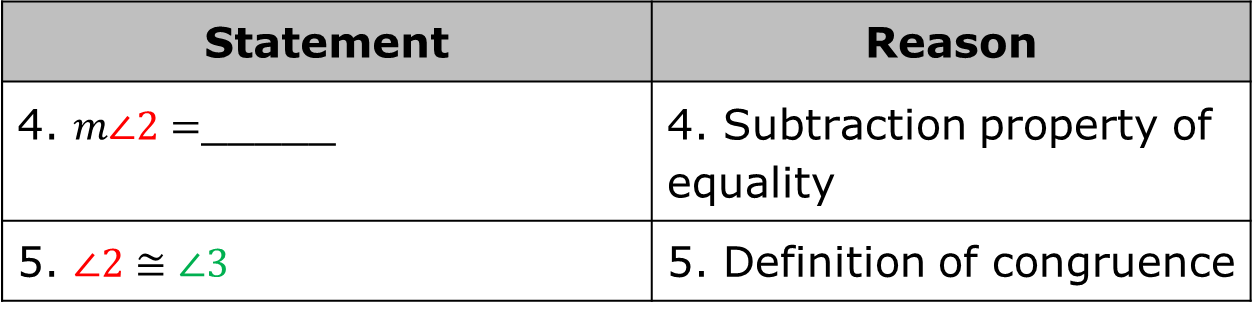 Statement
Reason
4. m∠2 =______
4. Subtraction property of
equality
5. ∠2 ≅ ∠3
5. Definition of congruence